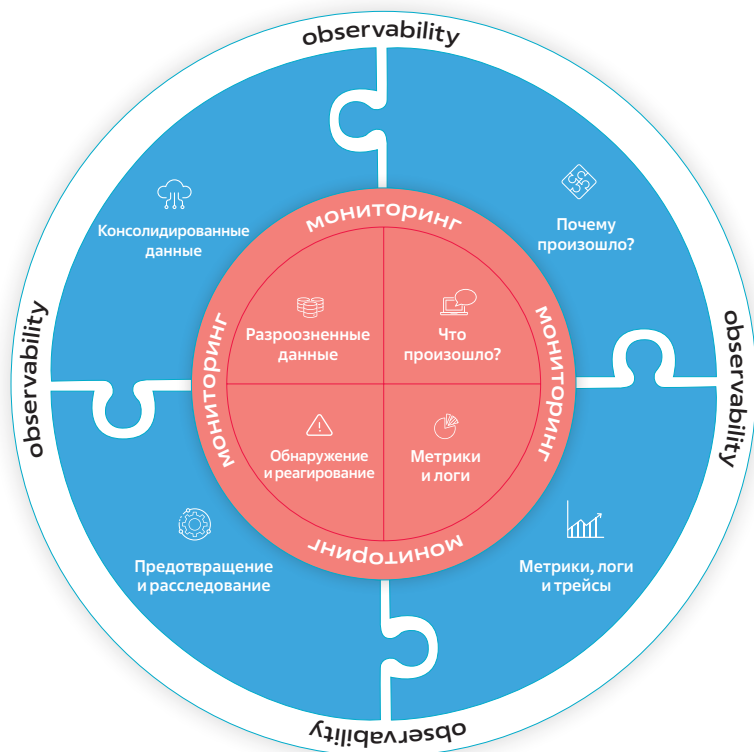 observability
Консолидированные
данные
Почему
произошло?
мониторинг
observability
мониторинг
Разроозненные
данные
Что
произошло?
мониторинг
observability
Обнаружение
и реагирование
Метрики
и логи
мониторинг
Предотвращение
и расследование
Метрики, логи
и трейсы
observability